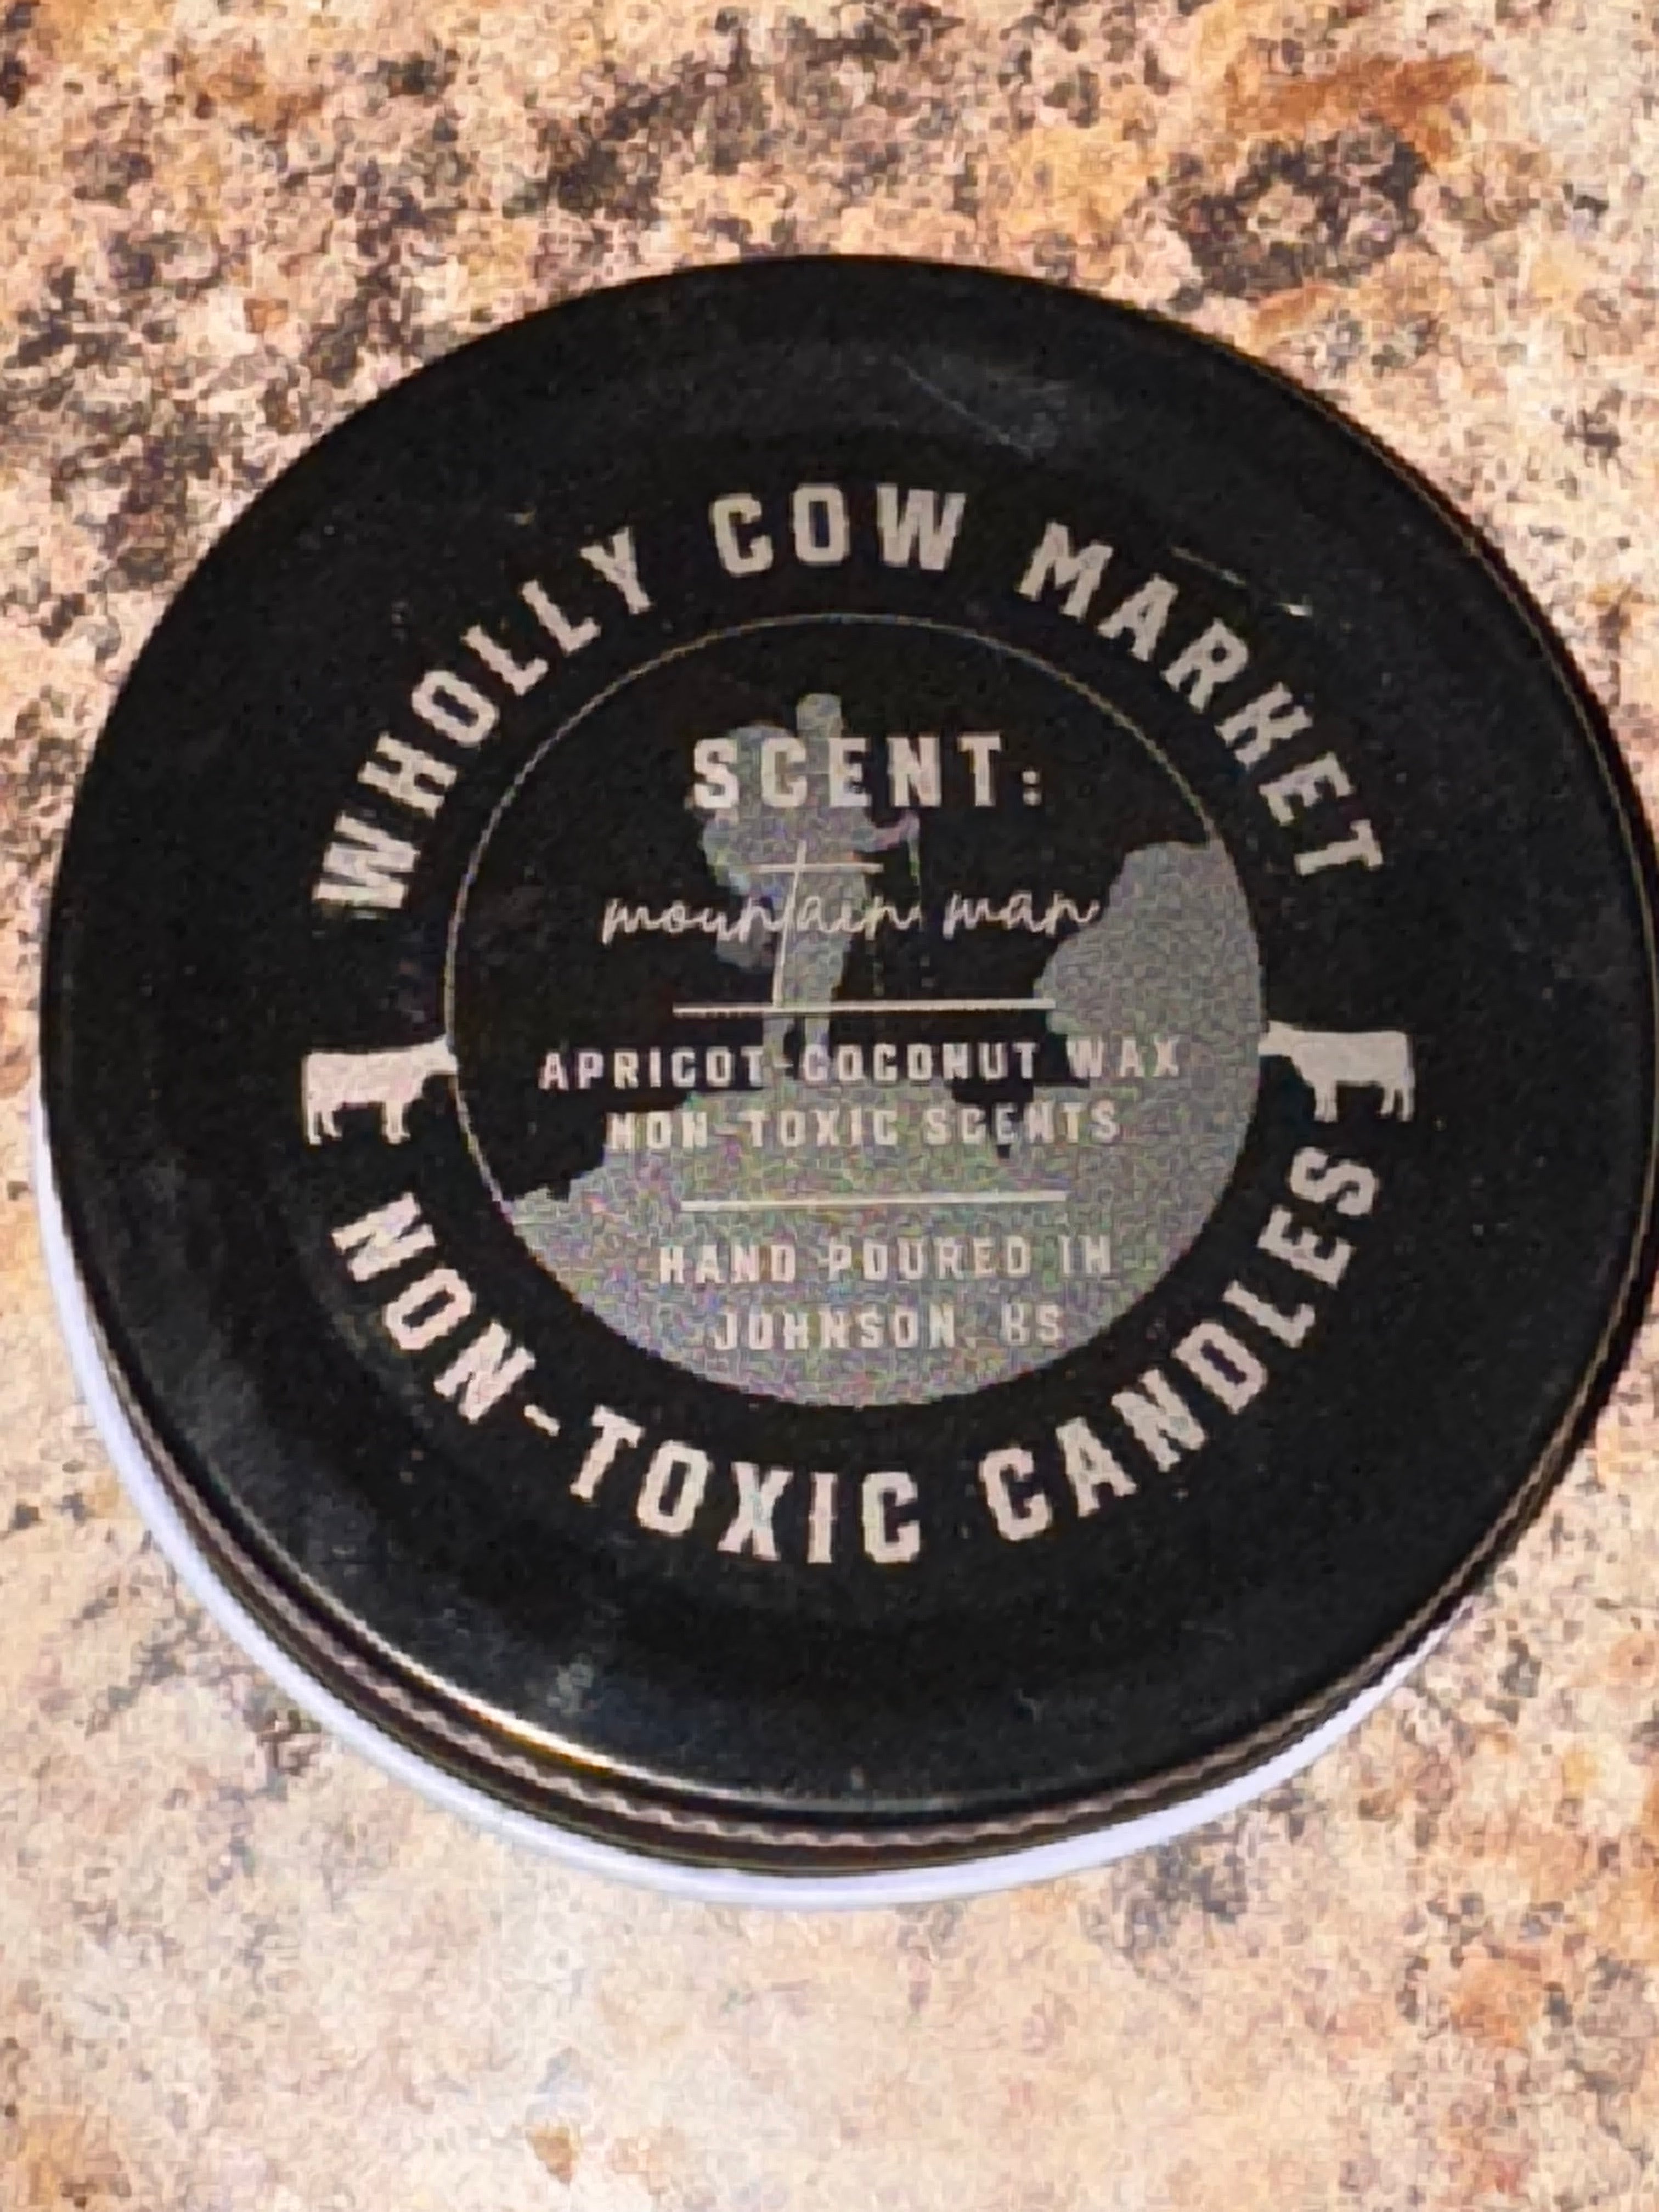 WHOLLY COW MARKET
SCENT:
mountain man
APRICOT-COCONUT WAX
NON-TOXIC SCENTS
HAND POURED IN
JOHNSON, KS
NON-TOXIC CANDLES